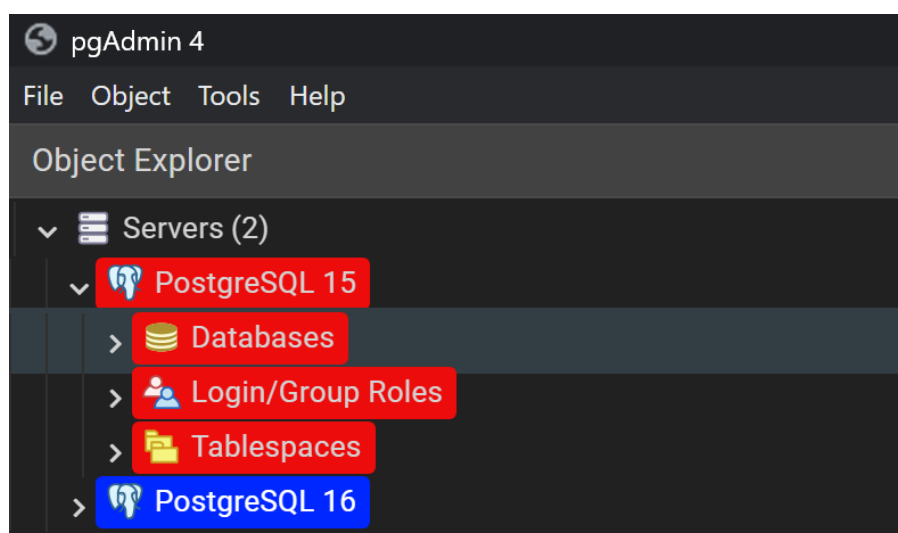 pgAdmin 4
File Object Tools Help
Object Explorer
Servers (2)
PostgreSQL 15
Databases
Login/Group Roles
Tablespaces
PostgreSQL 16